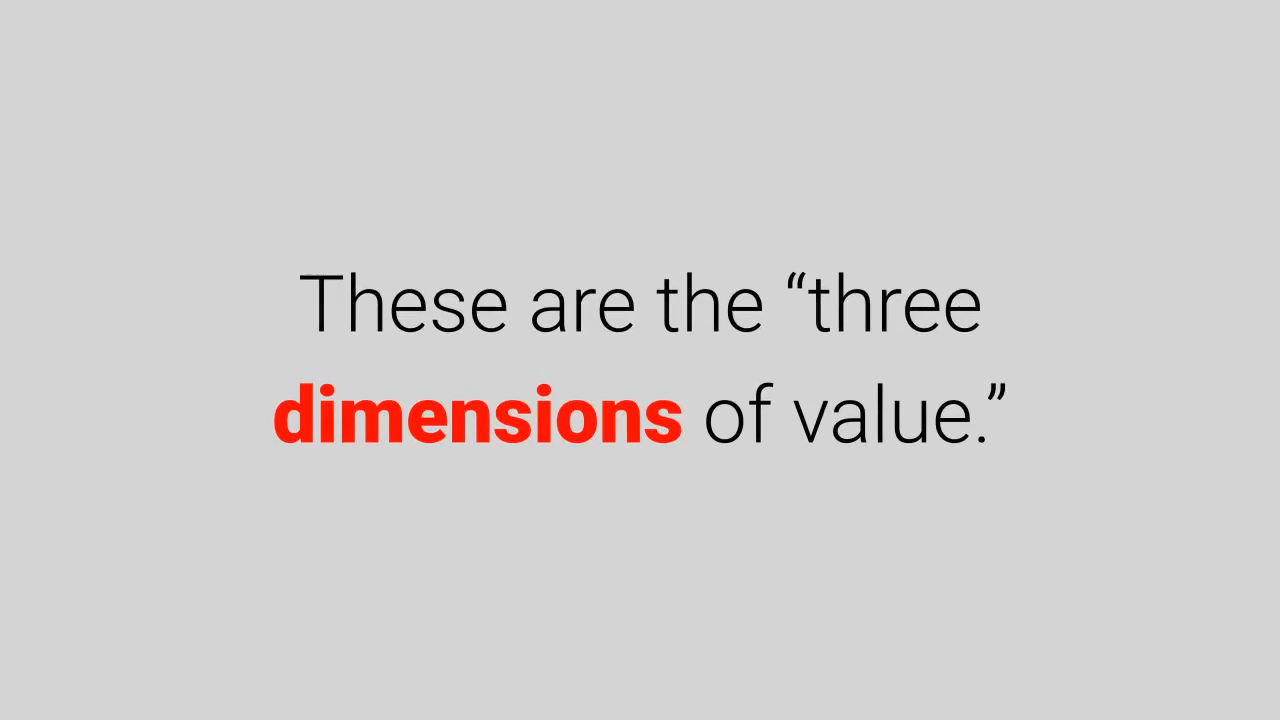 These are the “three
dimensions of value.”